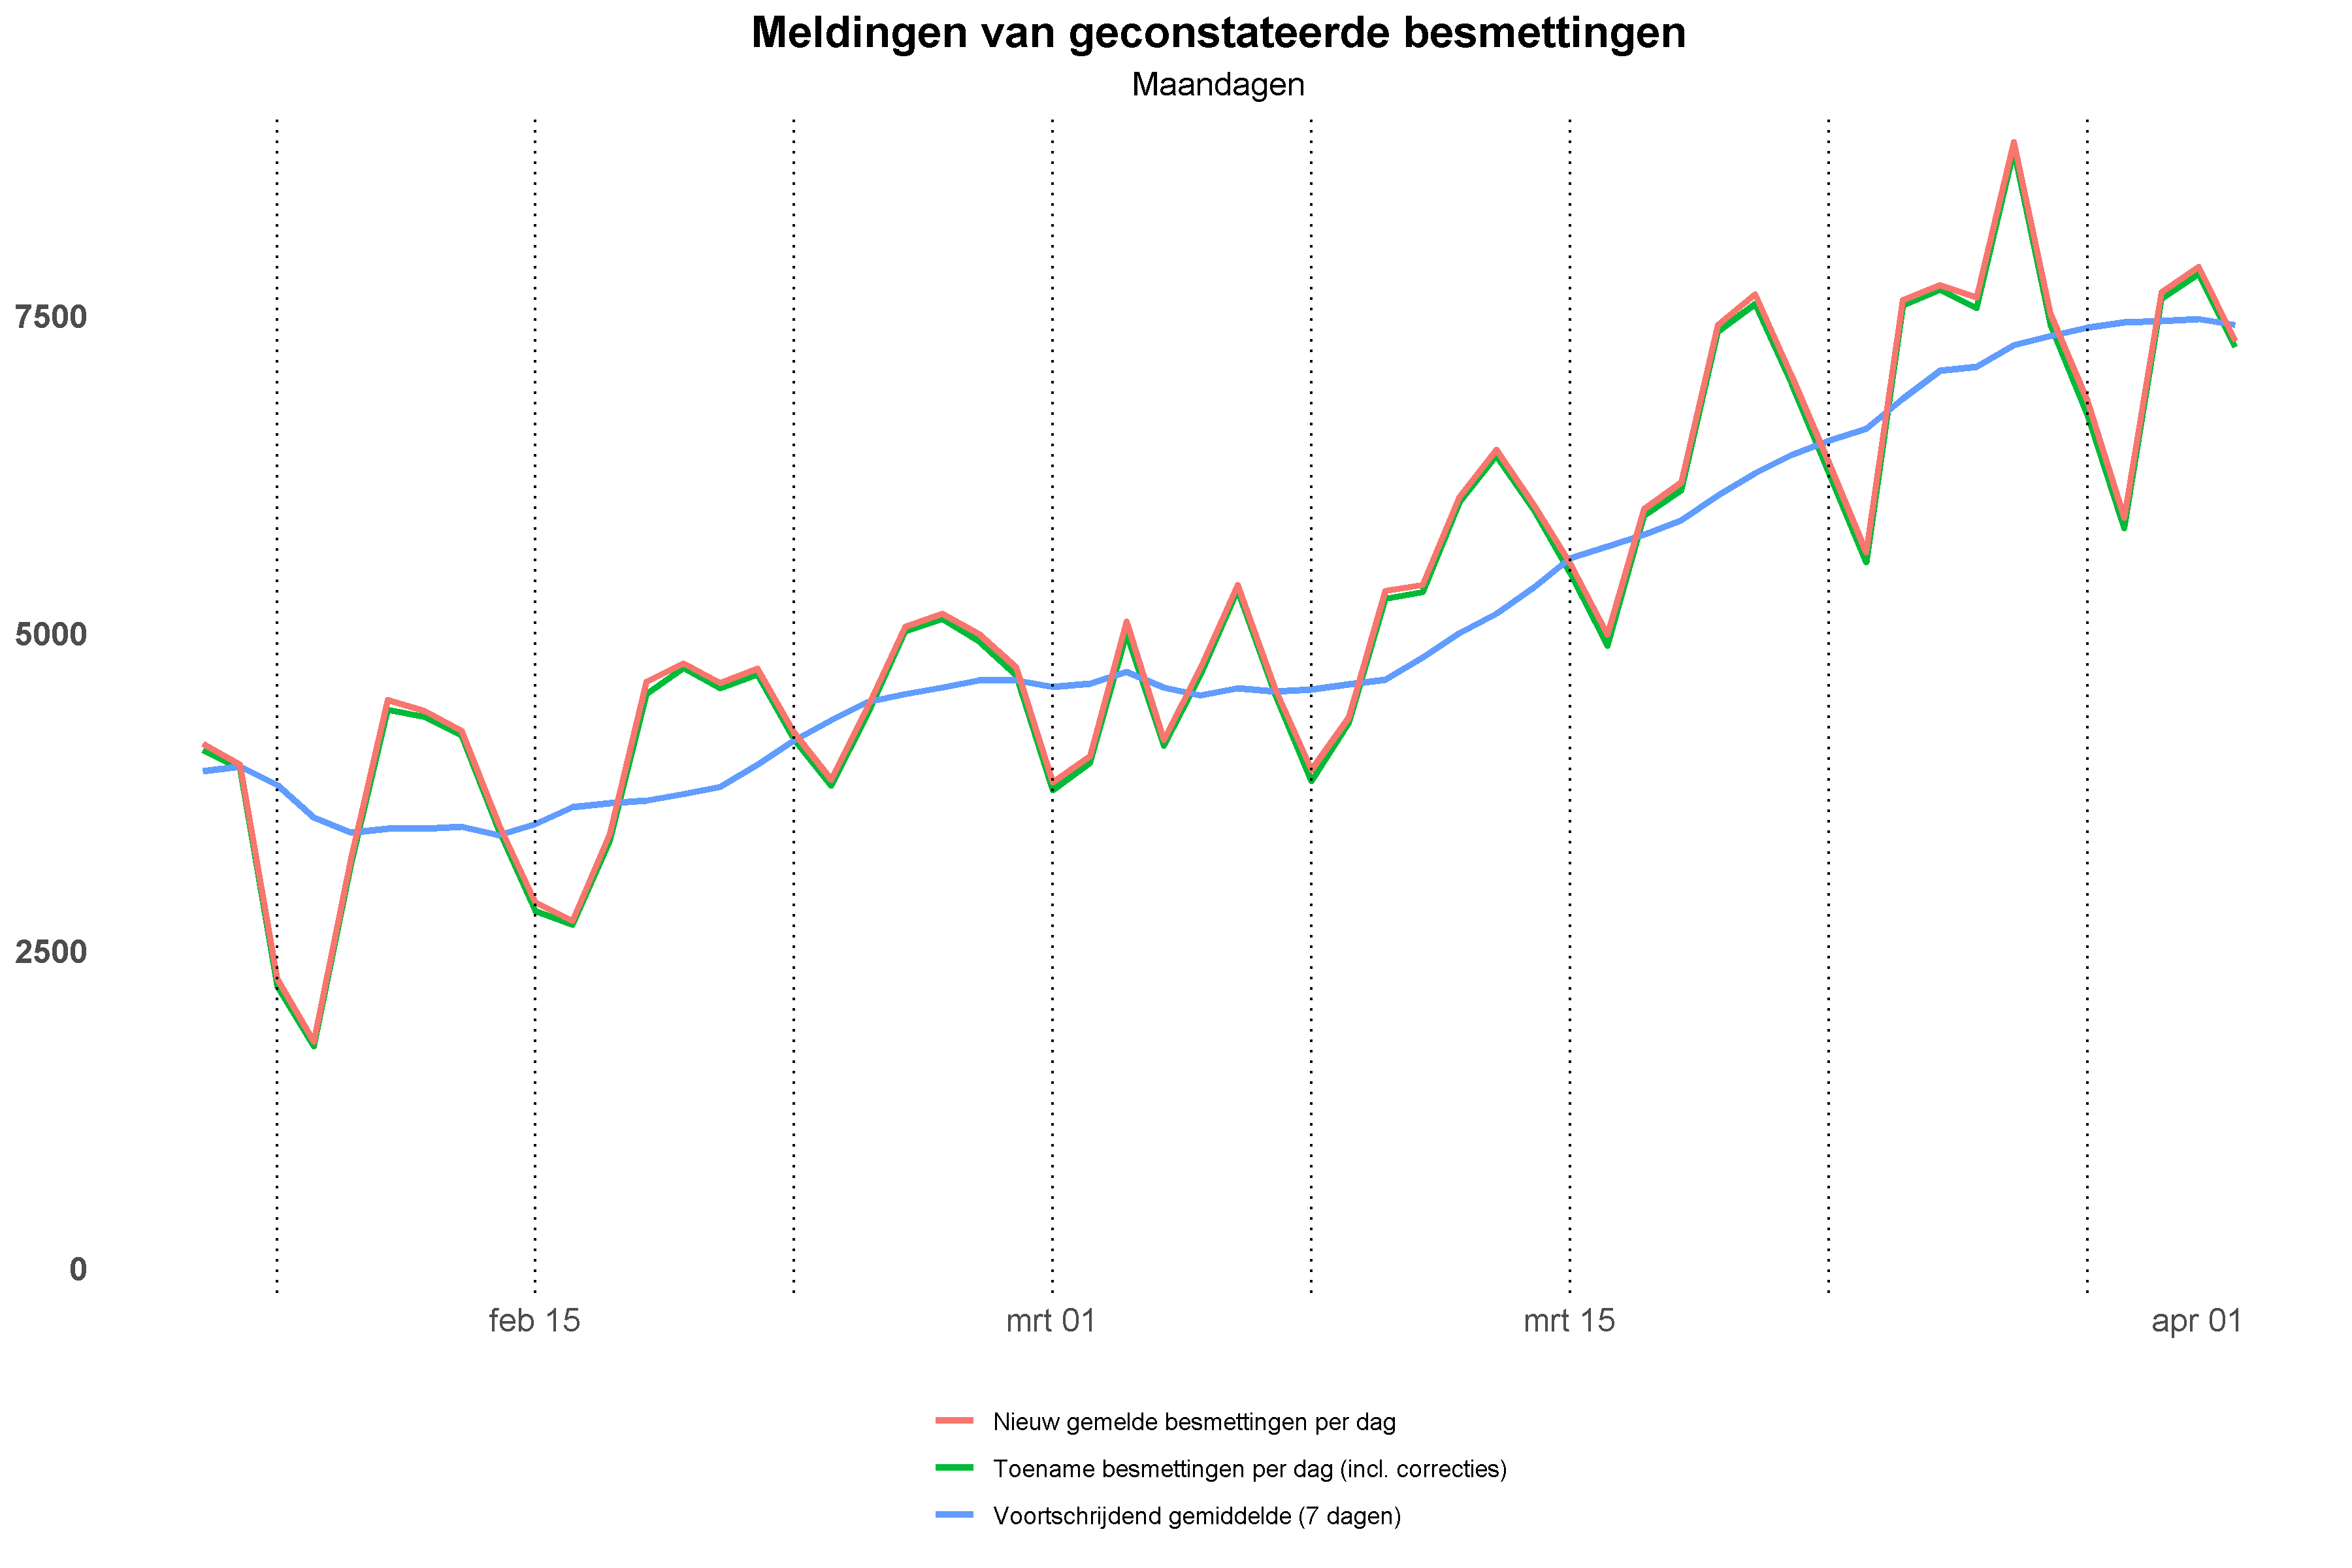 Meldingen van geconstateerde besmettingen
Maandagen
7500
5000
2500
0
feb 15
mrt 01
mrt 15
apr 01
Nieuw gemelde besmettingen per dag
Toename besmettingen per dag (incl. correcties)
Voortschrijdend gemiddelde (7 dagen)